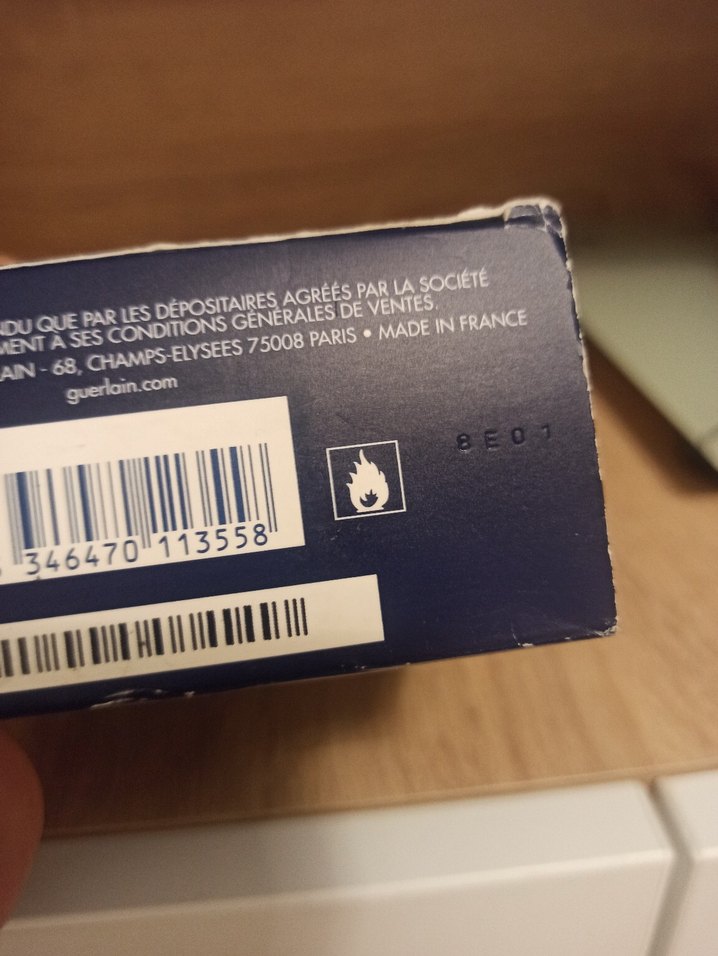 NDU QUE PAR LES DÉPOSITAIRES AGRÉÉS PAR LA SOCIÉTÉ
MENT A SES CONDITIONS GÉNÉRALES DE VENTES.
AIN - 68, CHAMPS-ELYSEES 75008 PARIS • MADE IN FRANCE
guerlain.com
8E01
346470 113558